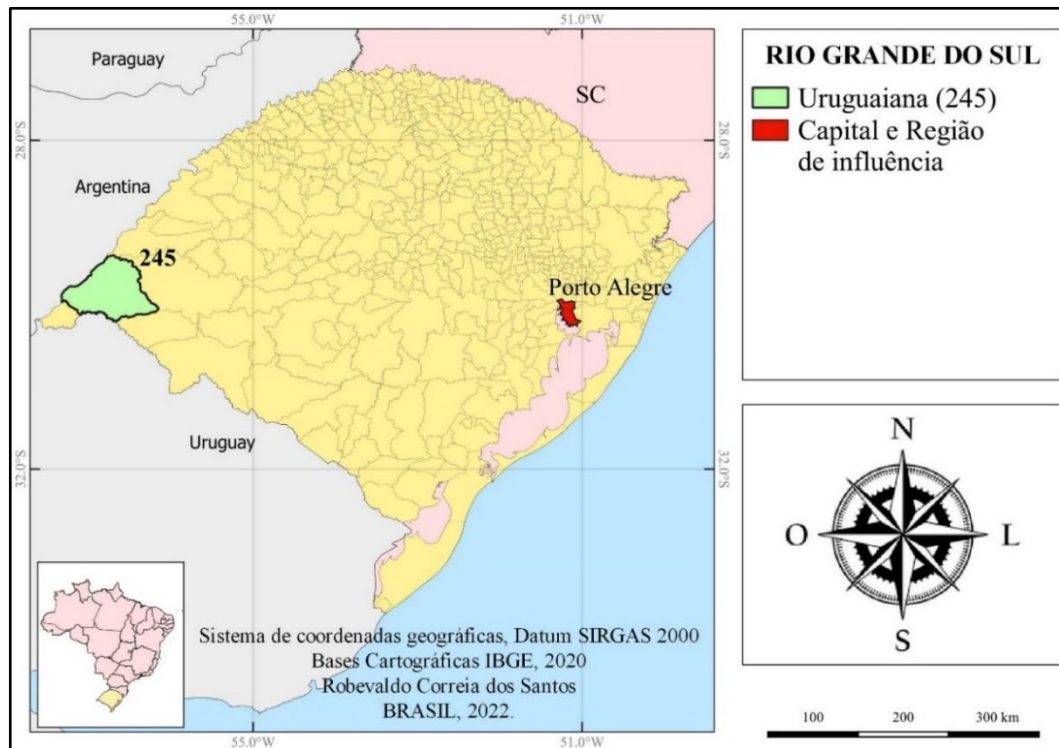 55.0°W
51.0°W
Paraguay
SC
28.0°S
28.0°S
Argentina
245
Porto Alegre
Uruguay
32.0°S
32.0°S
Sistema de coordenadas geográficas, Datum SIRGAS 2000
Bases Cartográficas IBGE, 2020
Robevaldo Correia dos Santos
BRASIL, 2022.
55.0°W
51.0°W
RIO GRANDE DO SUL
Uruguaiana (245)
Capital e Região
de influência
N
O
L
S
100
200
300 km